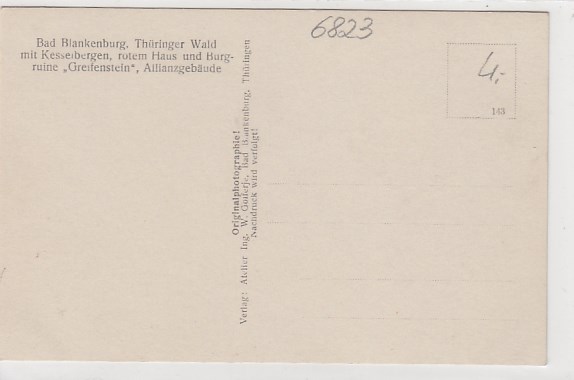 6823
Bad Blankenburg, Thüringer Wald
mit Kesselbergen, rotem Haus und Burg-
ruine „Greifenstein“, Allianzgebäude
4,-
143
Originalphotographie!
Verlag: Atelier Ing. W. Bad Blankenburg, Thüringen
Nachdruck wird verfolgt!